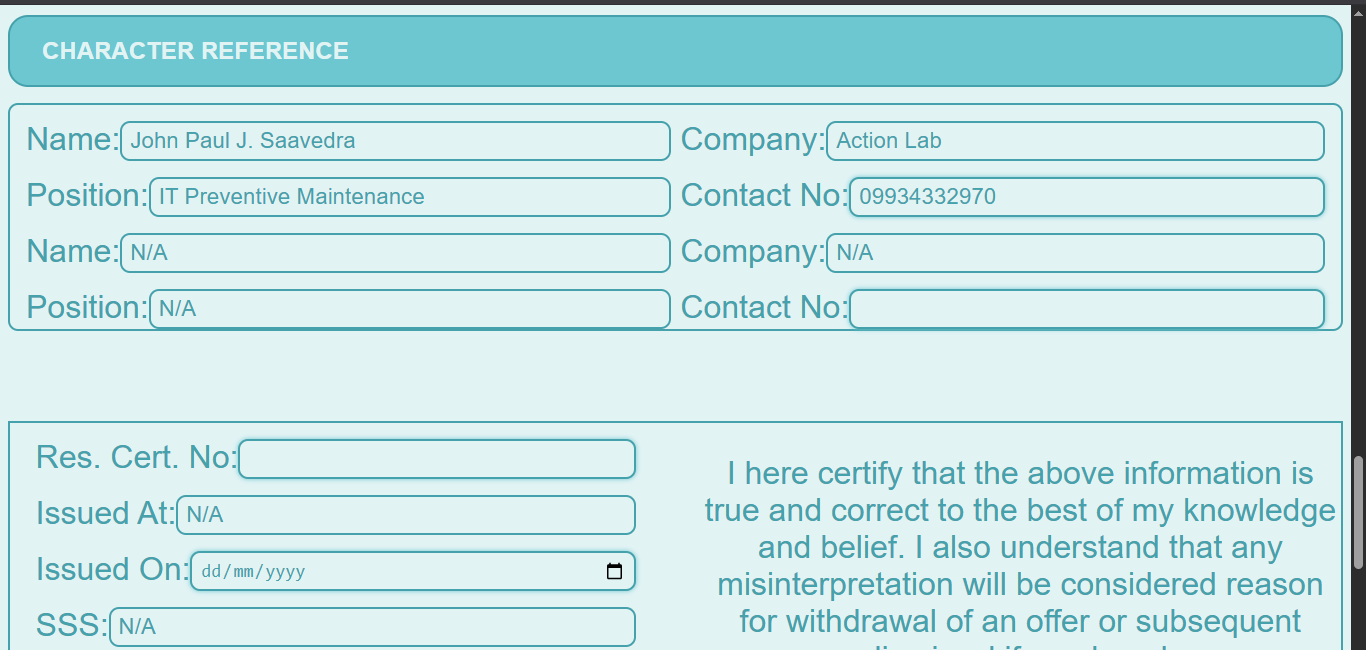 CHARACTER REFERENCE
Name: John Paul J. Saavedra Company: Action Lab
Position: IT Preventive Maintenance Contact No: 09934332970
Name: N/A Company: N/A
Position: N/A Contact No:
Res. Cert. No:
Issued At: N/A
Issued On: dd/mm/yyyy
SSS: N/A
I here certify that the above information is
true and correct to the best of my knowledge
and belief. I also understand that any
misinterpretation will be considered reason
for withdrawal of an offer or subsequent